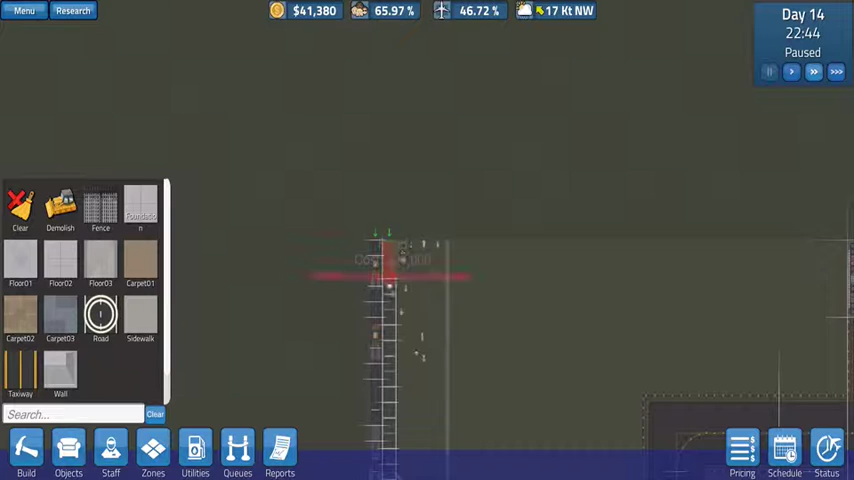 Menu Research $41,380 65.97 % 46.72 % 17 Kt NW
Day 14
22:44
Paused
Clear Demolish Fence Foundatio
n
Floor01 Floor02 Floor03 Carpet01
Carpet02 Carpet03 Road Sidewalk
Taxiway Wall
Search... Clear
Build Objects Staff Zones Utilities Queues Reports Pricing Schedule Status